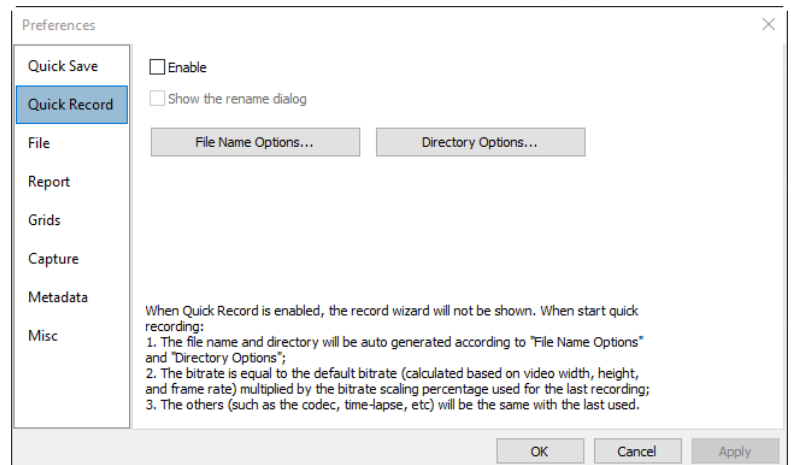 Preferences
Quick Save
Quick Record
File
Report
Grids
Capture
Metadata
Misc
Enable
Show the rename dialog
File Name Options...
Directory Options...
When Quick Record is enabled, the record wizard will not be shown. When start quick
recording:
1. The file name and directory will be auto generated according to "File Name Options"
and "Directory Options";
2. The bitrate is equal to the default bitrate (calculated based on video width, height,
and frame rate) multiplied by the bitrate scaling percentage used for the last recording;
3. The others (such as the codec, time-lapse, etc) will be the same with the last used.
OK
Cancel
Apply